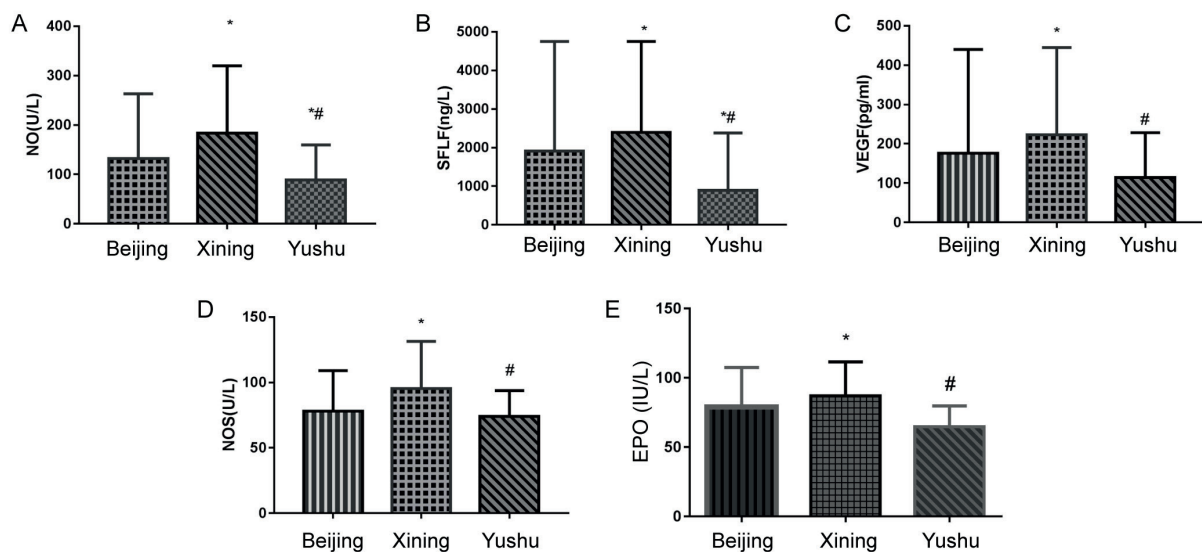 A
NO(U/L)
400
300
200
100
0
*
*#
Beijing Xining Yushu
B
SFLF(ng/L)
5000
4000
3000
2000
1000
0
*
*#
Beijing Xining Yushu
C
VEGF(pg/ml)
500
400
300
200
100
0
*
#
Beijing Xining Yushu
D
NOS(U/L)
150
100
50
0
*
#
Beijing Xining Yushu
E
EPO (IU/L)
150
100
50
0
*
#
Beijing Xining Yushu